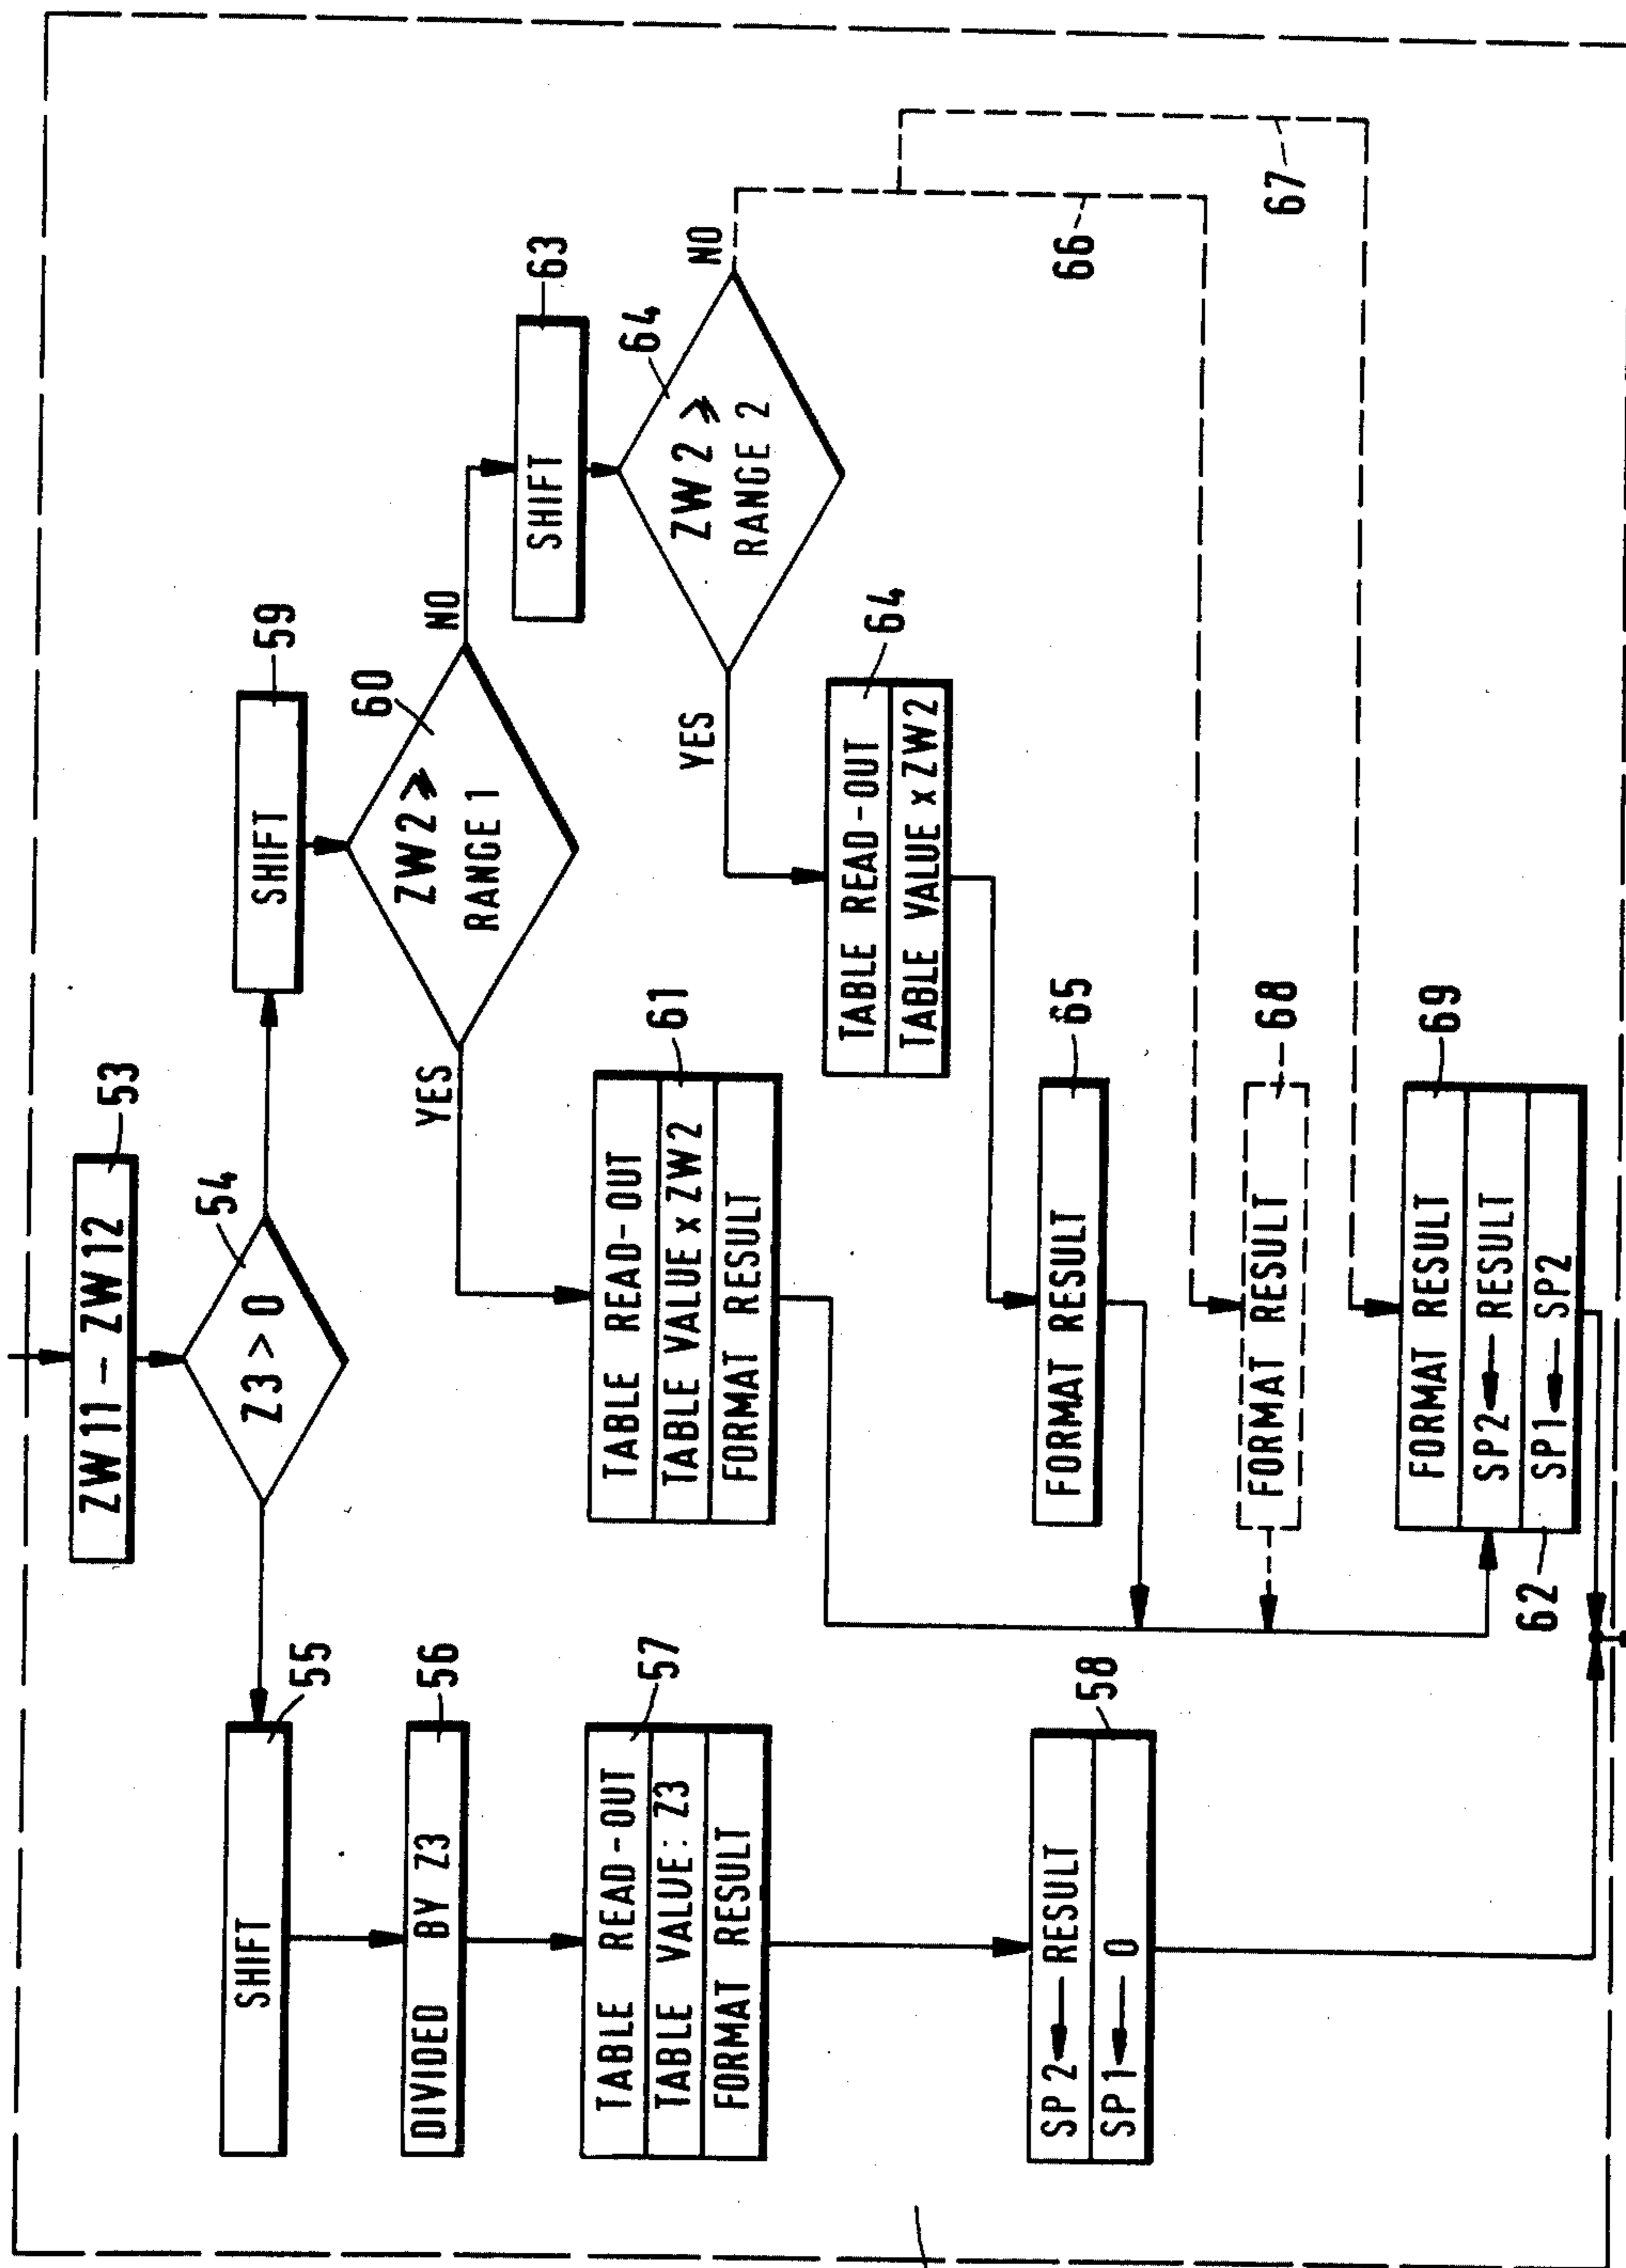 ZW11 - ZW12
53
Z3 > 0
54
SHIFT
55
DIVIDED BY Z3
56
TABLE READ-OUT
TABLE VALUE: Z3
FORMAT RESULT
57
SP2 ← RESULT
SP1 ← 0
58
SHIFT
59
ZW2 ⩾
RANGE 1
60
YES
NO
TABLE READ-OUT
TABLE VALUE x ZW2
FORMAT RESULT
61
SHIFT
63
ZW2 ⩾
RANGE 2
64
YES
NO
TABLE READ-OUT
TABLE VALUE x ZW2
64
FORMAT RESULT
65
66
67
FORMAT RESULT
68
FORMAT RESULT
SP2 ← RESULT
SP1 ← SP2
69
62